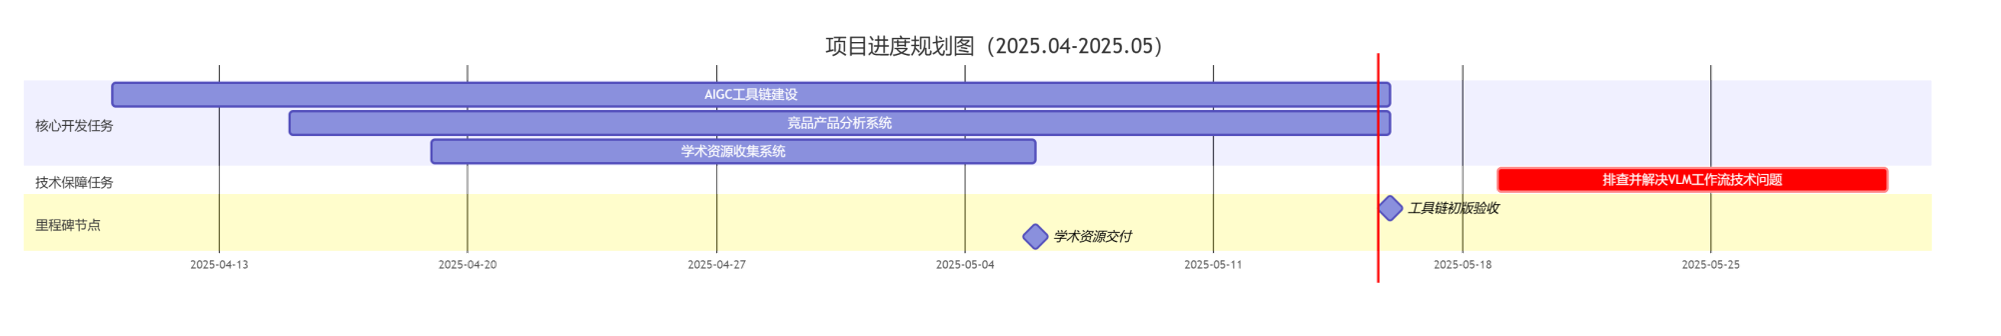 项目进度规划图（2025.04-2025.05）
核心开发任务
AIGC工具链建设
竞品产品分析系统
学术资源收集系统
技术保障任务
排查并解决VLM工作流技术问题
里程碑节点
工具链初版验收
学术资源交付
2025-04-13
2025-04-20
2025-04-27
2025-05-04
2025-05-11
2025-05-18
2025-05-25